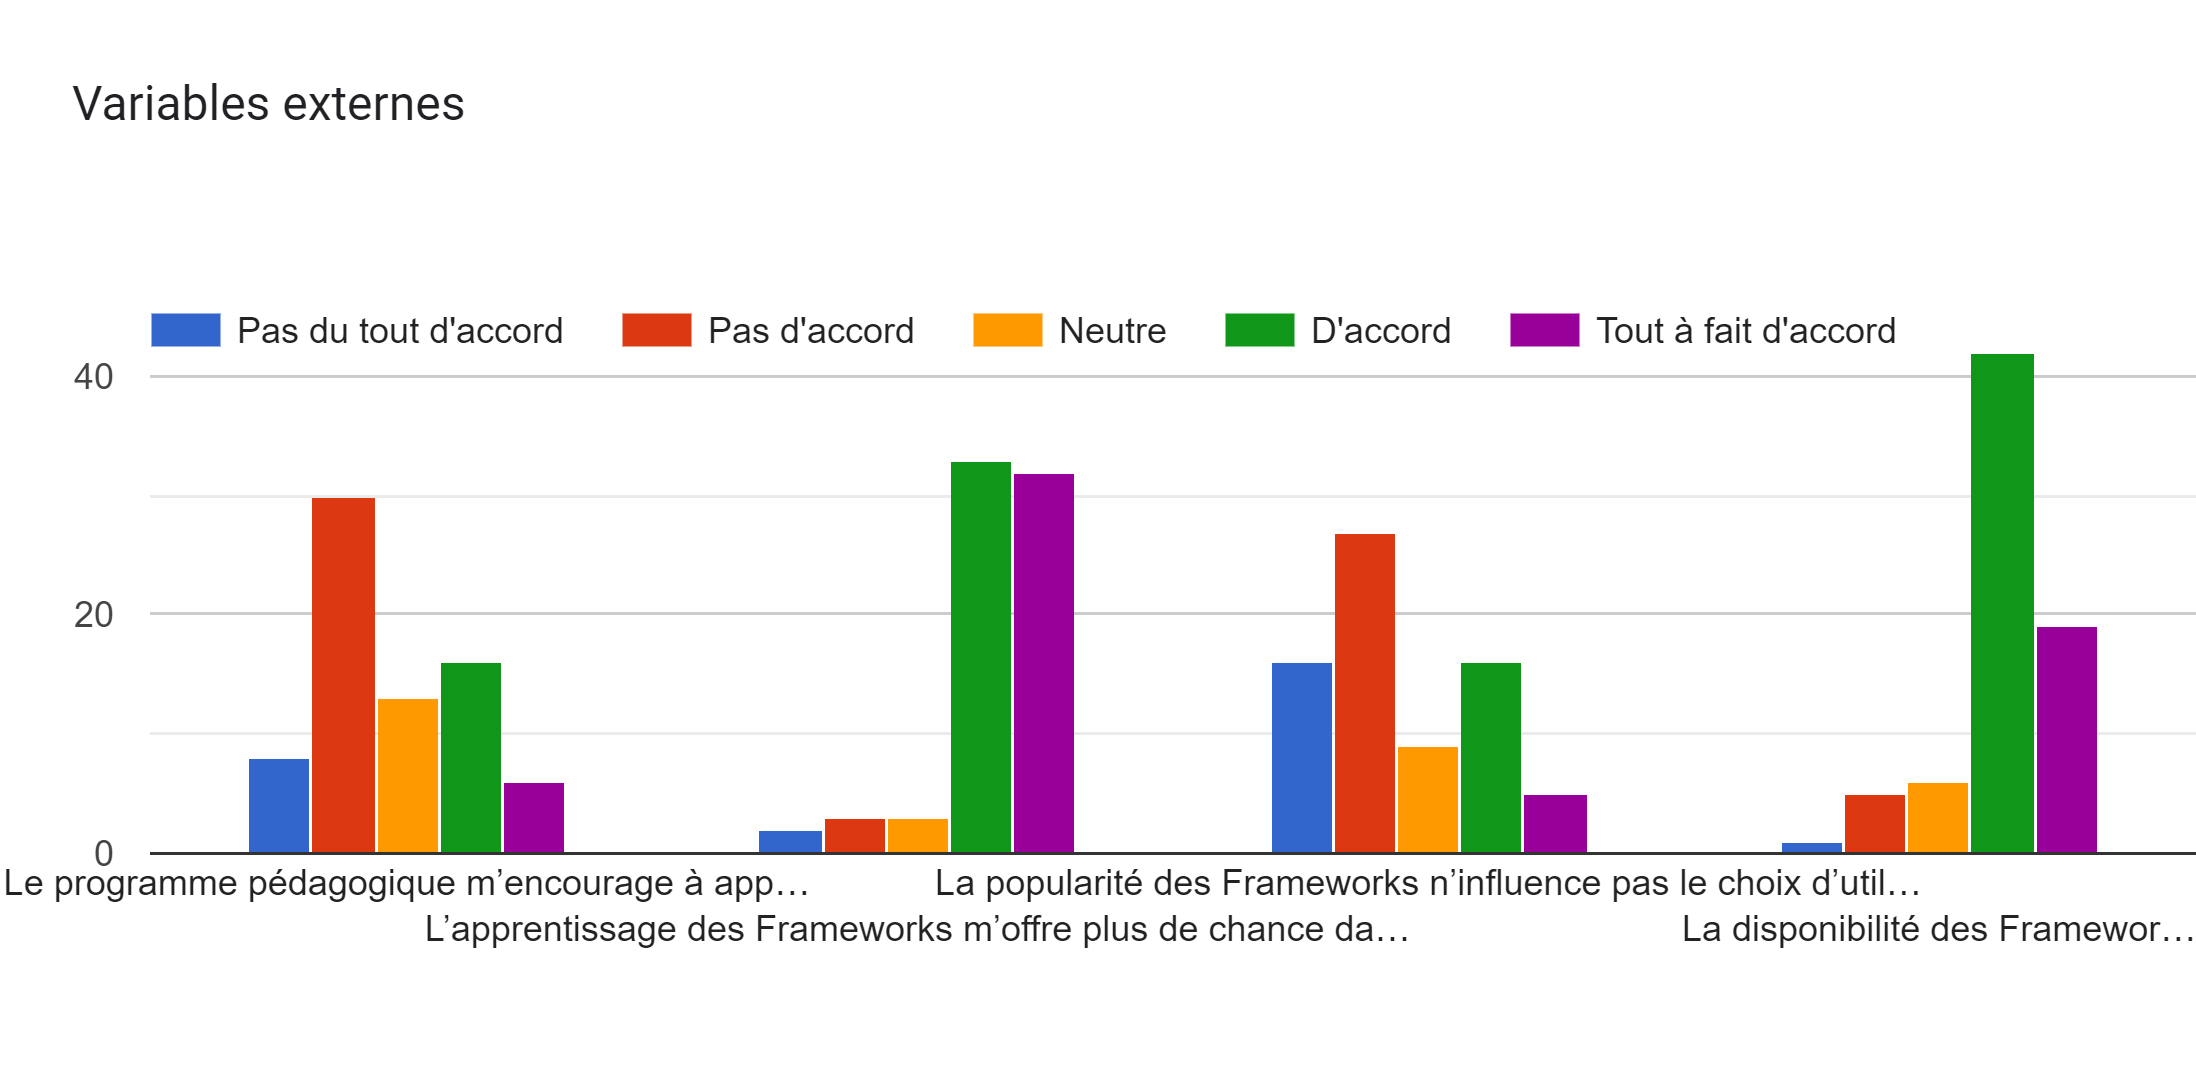 Variables externes
Pas du tout d'accord
Pas d'accord
Neutre
D'accord
Tout à fait d'accord
40
20
0
Le programme pédagogique m’encourage à app…
L’apprentissage des Frameworks m’offre plus de chance da…
La popularité des Frameworks n’influence pas le choix d’util…
La disponibilité des Framewor…